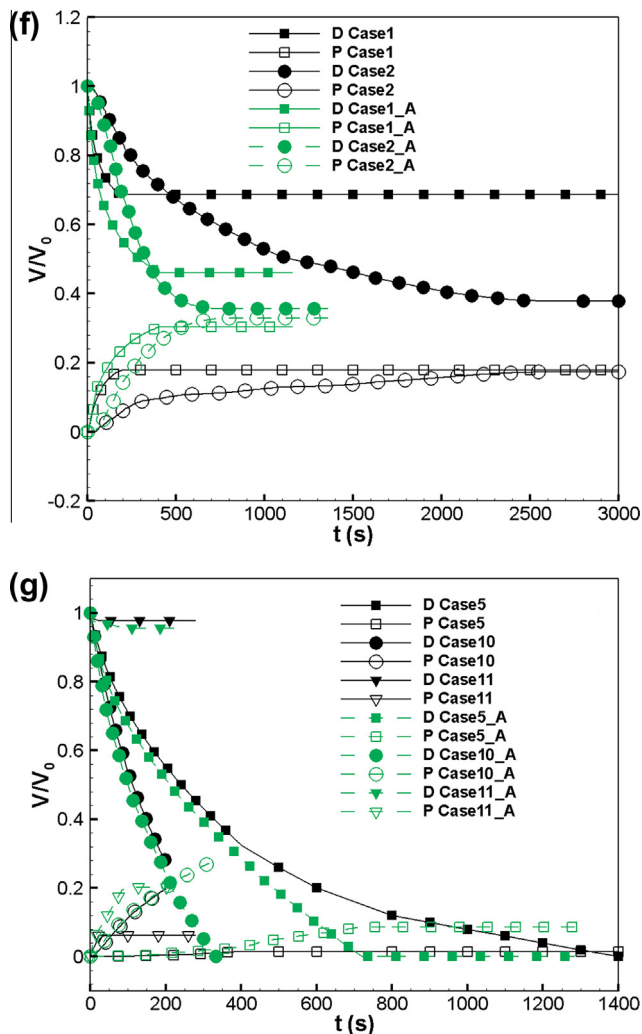 (f)
1.2
1
0.8
0.6
0.4
0.2
0
-0.2
V/V0
D Case1
P Case1
D Case2
P Case2
D Case1_A
P Case1_A
D Case2_A
P Case2_A
0 500 1000 1500 2000 2500 3000
t (s)
(g)
1
0.8
0.6
0.4
0.2
0
V/V0
D Case5
P Case5
D Case10
P Case10
D Case11
P Case11
D Case5_A
P Case5_A
D Case10_A
P Case10_A
D Case11_A
P Case11_A
0 200 400 600 800 1000 1200 1400
t (s)